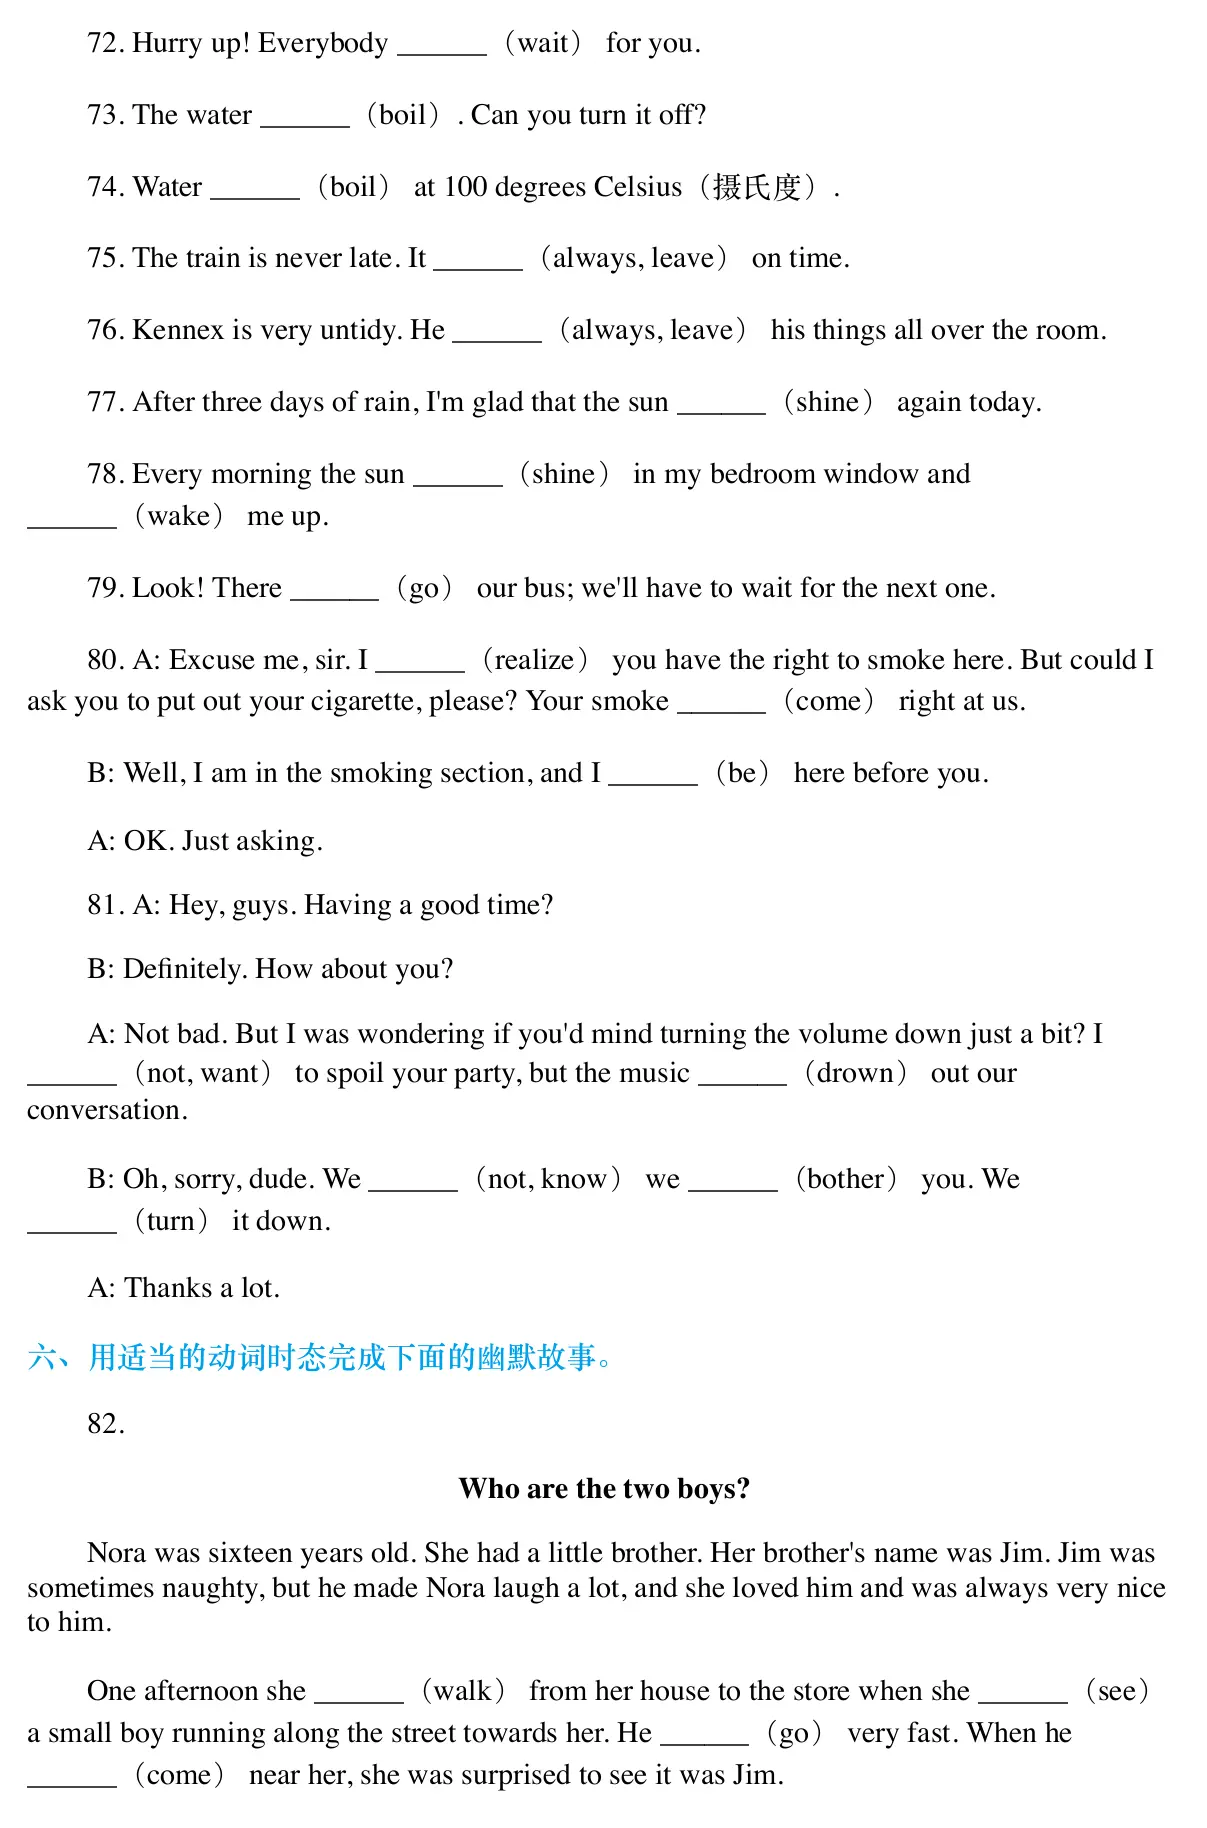 72. Hurry up! Everybody ______（wait） for you.
73. The water ______（boil）. Can you turn it off?
74. Water ______（boil） at 100 degrees Celsius（摄氏度）.
75. The train is never late. It ______（always, leave） on time.
76. Kennex is very untidy. He ______（always, leave） his things all over the room.
77. After three days of rain, I'm glad that the sun ______（shine） again today.
78. Every morning the sun ______（shine） in my bedroom window and
______（wake） me up.
79. Look! There ______（go） our bus; we'll have to wait for the next one.
80. A: Excuse me, sir. I ______（realize） you have the right to smoke here. But could I
ask you to put out your cigarette, please? Your smoke ______（come） right at us.
B: Well, I am in the smoking section, and I ______（be） here before you.
A: OK. Just asking.
81. A: Hey, guys. Having a good time?
B: Definitely. How about you?
A: Not bad. But I was wondering if you'd mind turning the volume down just a bit? I
______（not, want） to spoil your party, but the music ______（drown） out our
conversation.
B: Oh, sorry, dude. We ______（not, know） we ______（bother） you. We
______（turn） it down.
A: Thanks a lot.
六、用适当的动词时态完成下面的幽默故事。
82.
Who are the two boys?
Nora was sixteen years old. She had a little brother. Her brother's name was Jim. Jim was
sometimes naughty, but he made Nora laugh a lot, and she loved him and was always very nice
to him.
One afternoon she ______（walk） from her house to the store when she ______（see）
a small boy running along the street towards her. He ______（go） very fast. When he
______（come） near her, she was surprised to see it was Jim.